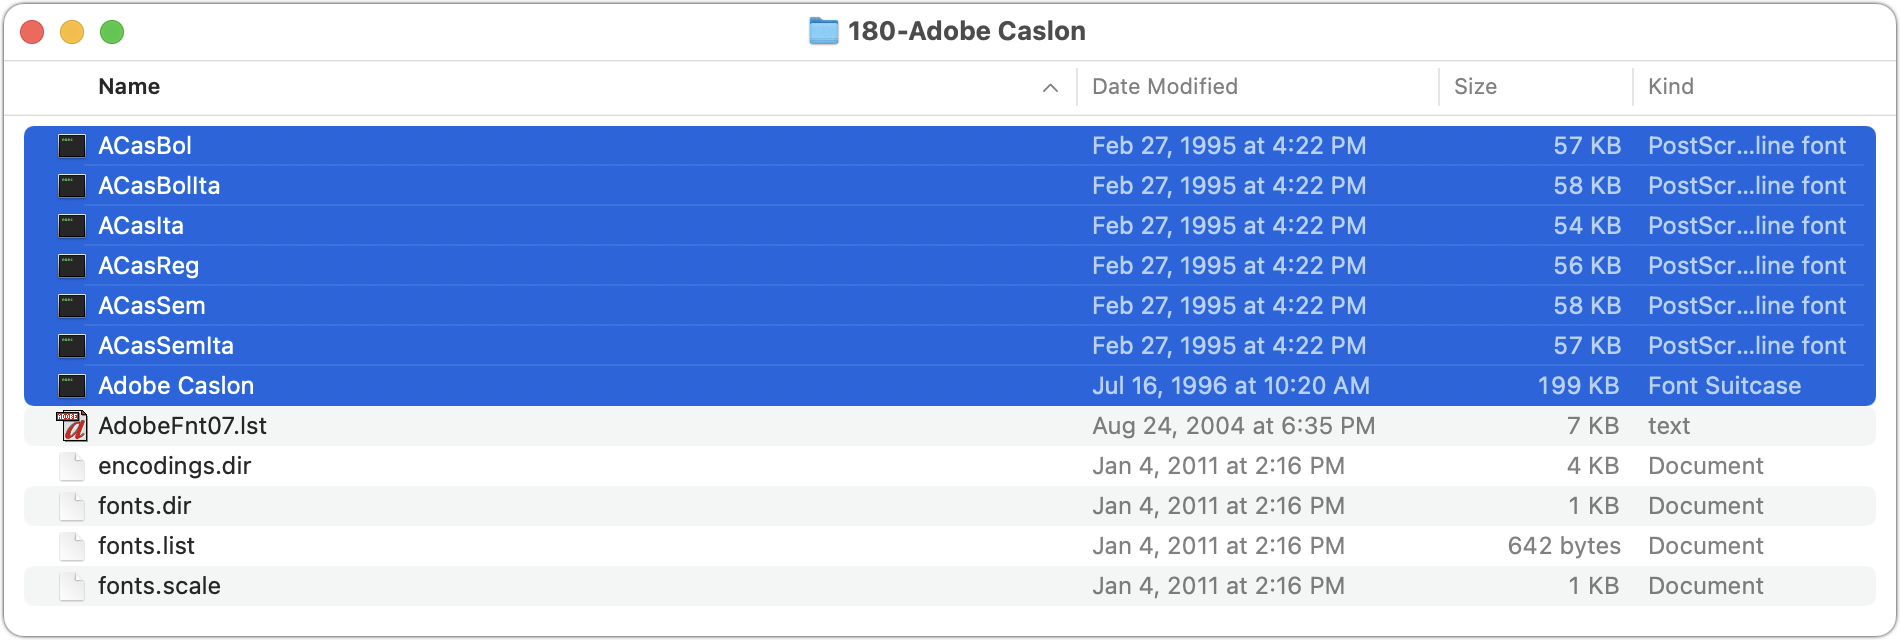 180-Adobe Caslon
Name Date Modified Size Kind
ACasBol Feb 27, 1995 at 4:22 PM 57 KB PostScr...line font
ACasBolIta Feb 27, 1995 at 4:22 PM 58 KB PostScr...line font
ACasIta Feb 27, 1995 at 4:22 PM 54 KB PostScr...line font
ACasReg Feb 27, 1995 at 4:22 PM 56 KB PostScr...line font
ACasSem Feb 27, 1995 at 4:22 PM 58 KB PostScr...line font
ACasSemIta Feb 27, 1995 at 4:22 PM 57 KB PostScr...line font
Adobe Caslon Jul 16, 1996 at 10:20 AM 199 KB Font Suitcase
ADOBE a AdobeFnt07.lst Aug 24, 2004 at 6:35 PM 7 KB text
encodings.dir Jan 4, 2011 at 2:16 PM 4 KB Document
fonts.dir Jan 4, 2011 at 2:16 PM 1 KB Document
fonts.list Jan 4, 2011 at 2:16 PM 642 bytes Document
fonts.scale Jan 4, 2011 at 2:16 PM 1 KB Document